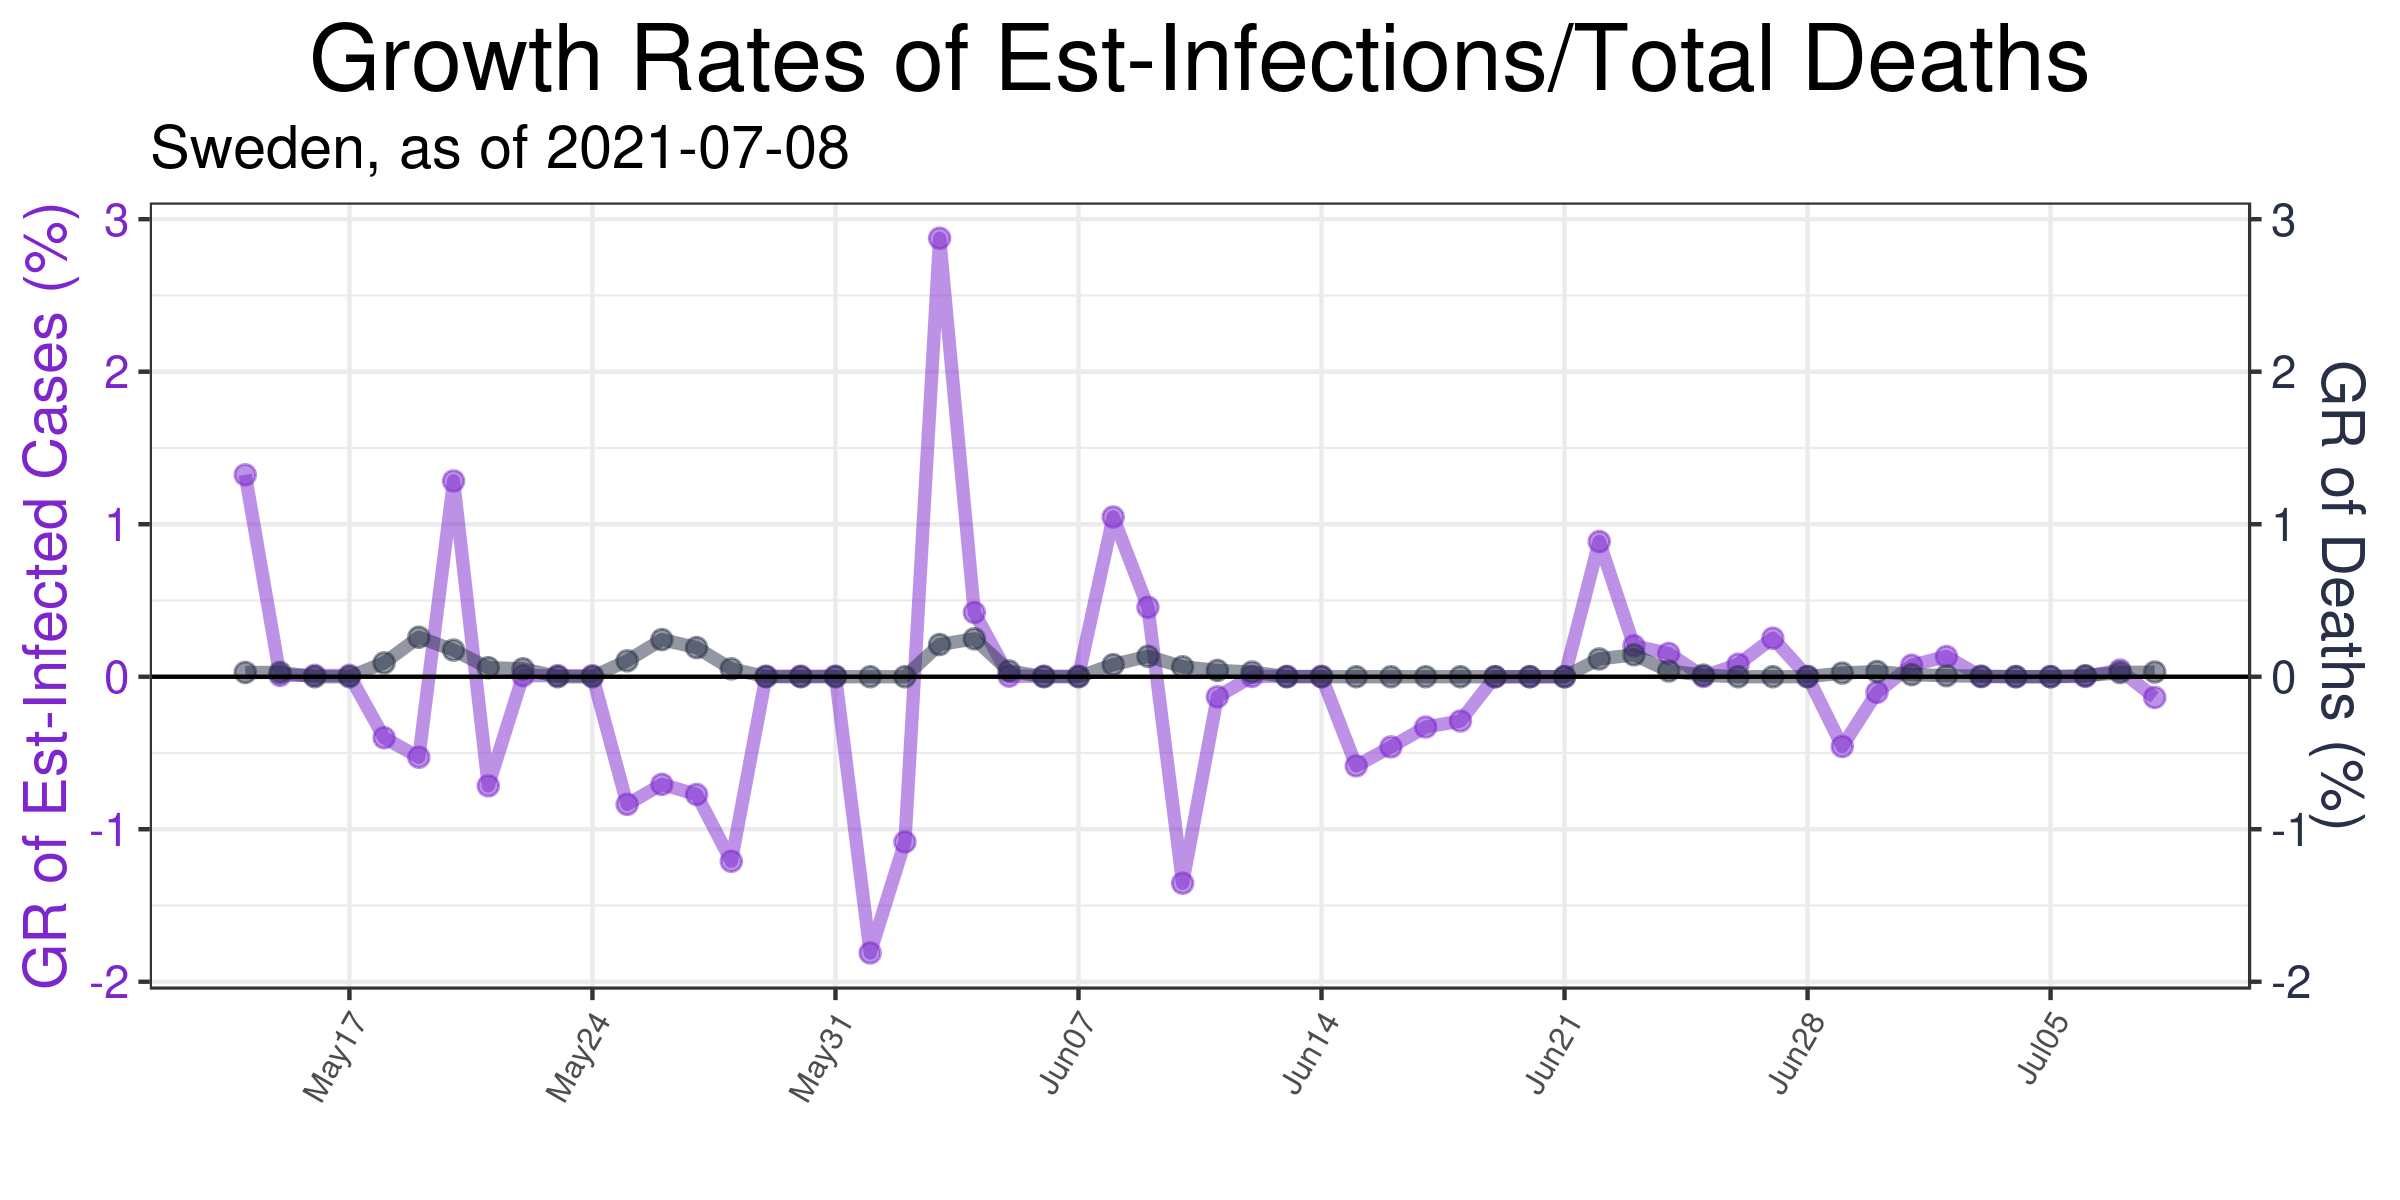 Growth Rates of Est-Infections/Total Deaths
Sweden, as of 2021-07-08
GR of Est-Infected Cases (%)
3
2
1
0
-1
-2
3
2
1
0
-1
-2
GR of Deaths (%)
May17
May24
May31
Jun07
Jun14
Jun21
Jun28
Jul05